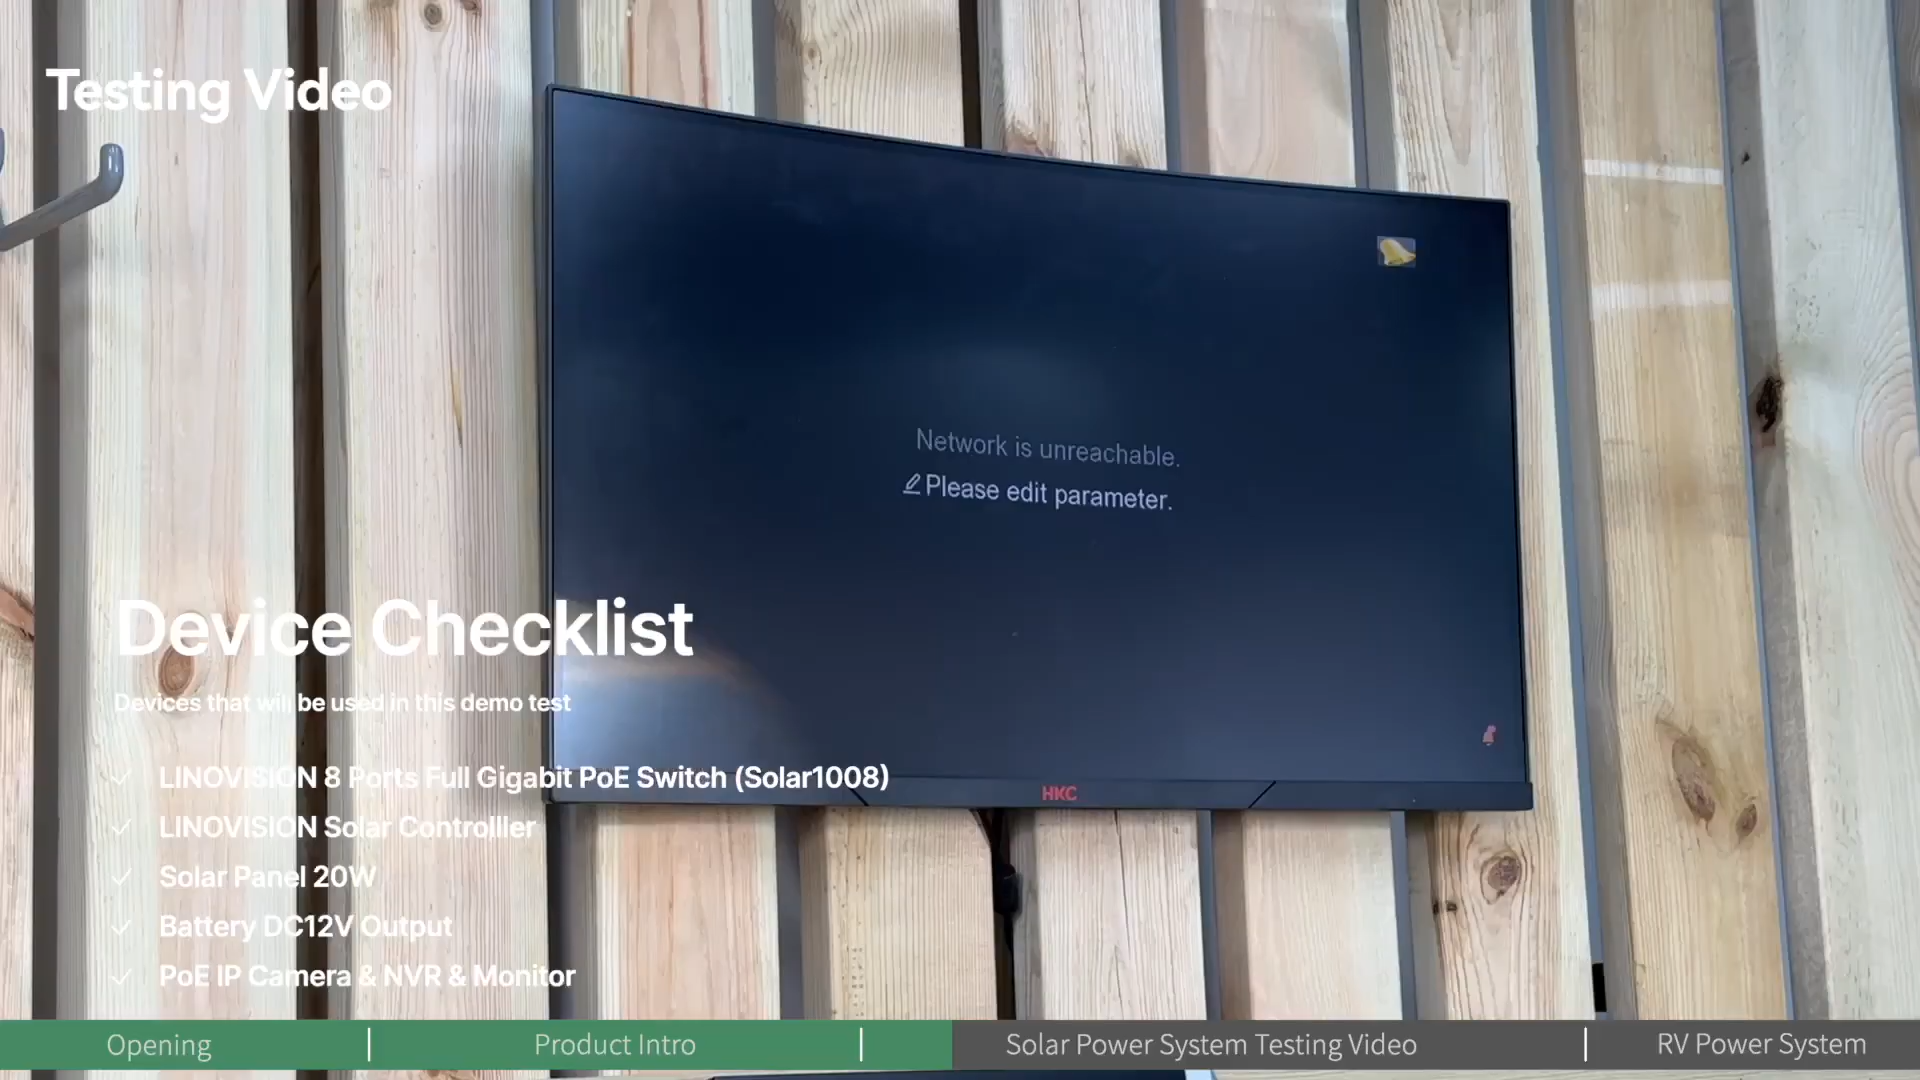 Testing Video
Network is unreachable.
Please edit parameter.
Device Checklist
Devices that will be used in this demo test
LINOVISION 8 Ports Full Gigabit PoE Switch (Solar1008)
HKC
LINOVISION Solar Controlller
Solar Panel 20W
Battery DC12V Output
PoE IP Camera & NVR & Monitor
Opening
Product Intro
Solar Power System Testing Video
RV Power System